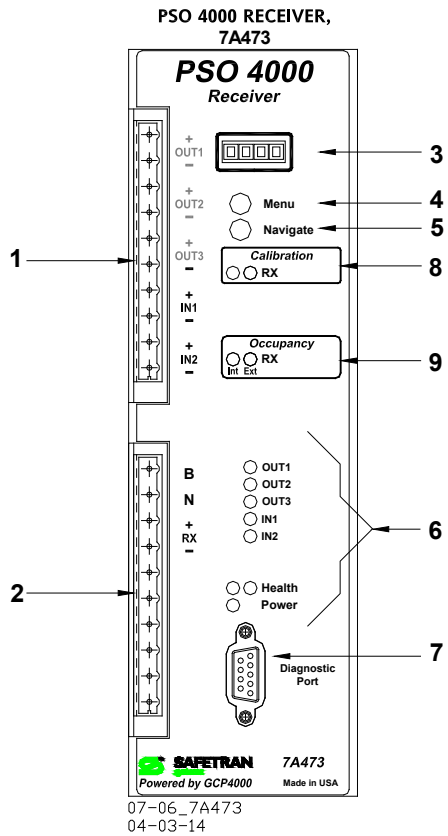 PSO 4000 RECEIVER,
7A473
PSO 4000
Receiver
+
OUT1
−
+
OUT2
−
+
OUT3
−
+
IN1
−
+
IN2
−
3
Menu
4
Navigate
5
Calibration
RX
8
1
Occupancy
RX
Int Ext
9
B
N
+
RX
−
OUT1
OUT2
OUT3
IN1
IN2
6
Health
Power
2
Diagnostic
Port
7
SAFETRAN
7A473
Powered by GCP4000
Made in USA
07-06_7A473
04-03-14